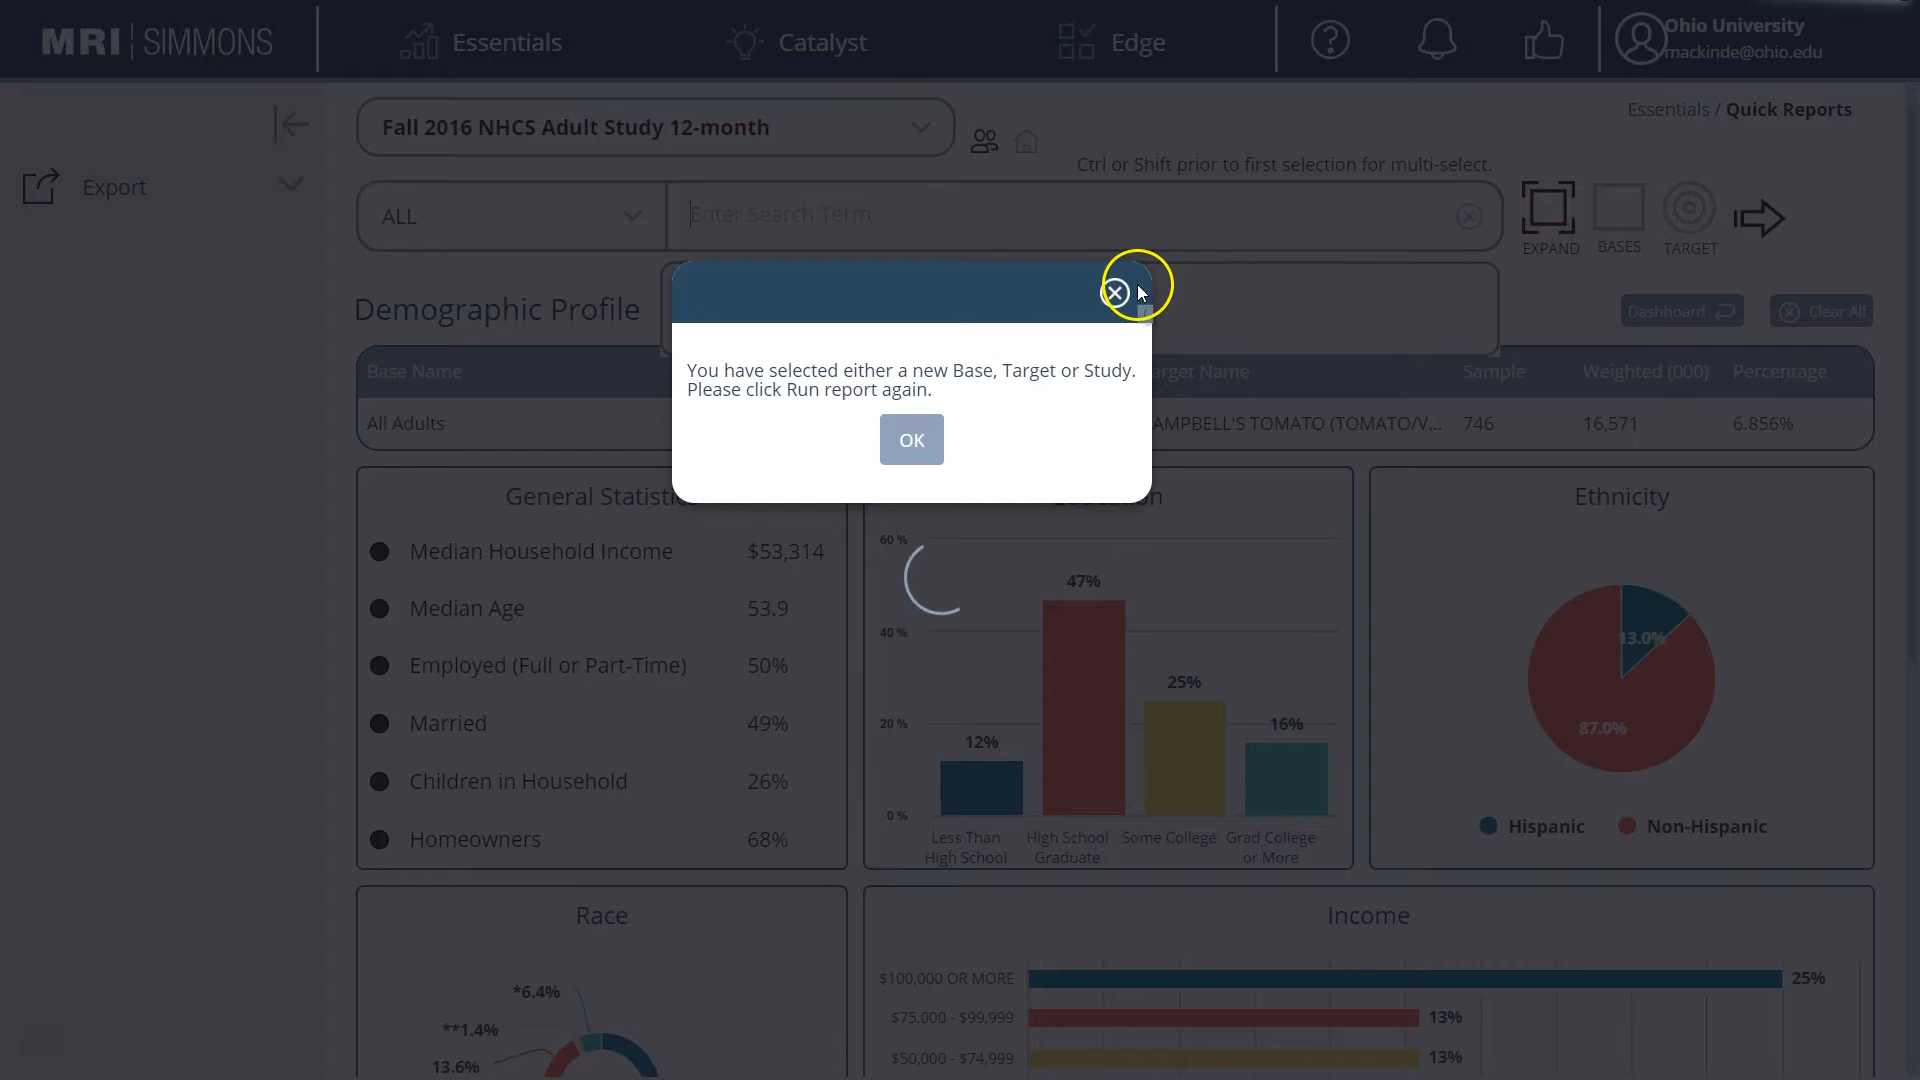 MRI | SIMMONS
Essentials
Catalyst
Edge
Ohio University
mackinde@ohio.edu
Essentials / Quick Reports
Fall 2016 NHCS Adult Study 12-month
Ctrl or Shift prior to first selection for multi-select.
Export
ALL
Enter Search Term
EXPAND
BASES
TARGET
You have selected either a new Base, Target or Study.
Please click Run report again.
OK
Demographic Profile
Dashboard
Clear All
Base Name
arget Name
Sample
Weighted (000)
Percentage
All Adults
AMPBELL'S TOMATO (TOMATO/V...
746
16,571
6.856%
General Statistic
Median Household Income $53,314
Median Age 53.9
Employed (Full or Part-Time) 50%
Married 49%
Children in Household 26%
Homeowners 68%
60 %
40 %
20 %
0 %
12%
47%
25%
16%
Less Than
High School
High School
Graduate
Some College
Grad College
or More
Ethnicity
13.0%
87.0%
Hispanic
Non-Hispanic
Race
*6.4%
**1.4%
13.6%
Income
$100,000 OR MORE 25%
$75,000 - $99,999 13%
$50,000 - $74,999 13%